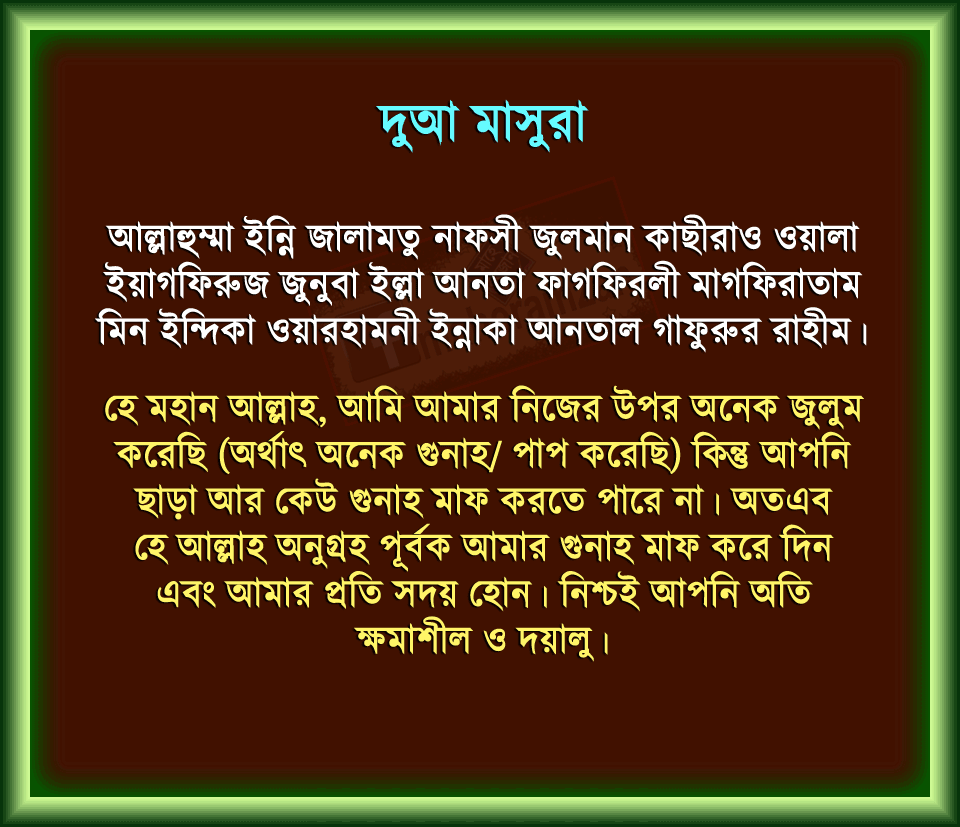 দুআ মাসুরা
আল্লাহুম্মা ইন্নি জালামতু নাফসী জুলমান কাছীরাও ওয়ালা
ইয়াগফিরুজ জুনুবা ইল্লা আনতা ফাগফিরলী মাগফিরাতাম
মিন ইন্দিকা ওয়ারহামনী ইন্নাকা আনতাল গাফুরুর রাহীম।
হে মহান আল্লাহ, আমি আমার নিজের উপর অনেক জুলুম
করেছি (অর্থাৎ অনেক গুনাহ/ পাপ করেছি) কিন্তু আপনি
ছাড়া আর কেউ গুনাহ মাফ করতে পারে না। অতএব
হে আল্লাহ অনুগ্রহ পূর্বক আমার গুনাহ মাফ করে দিন
এবং আমার প্রতি সদয় হোন। নিশ্চই আপনি অতি
ক্ষমাশীল ও দয়ালু।